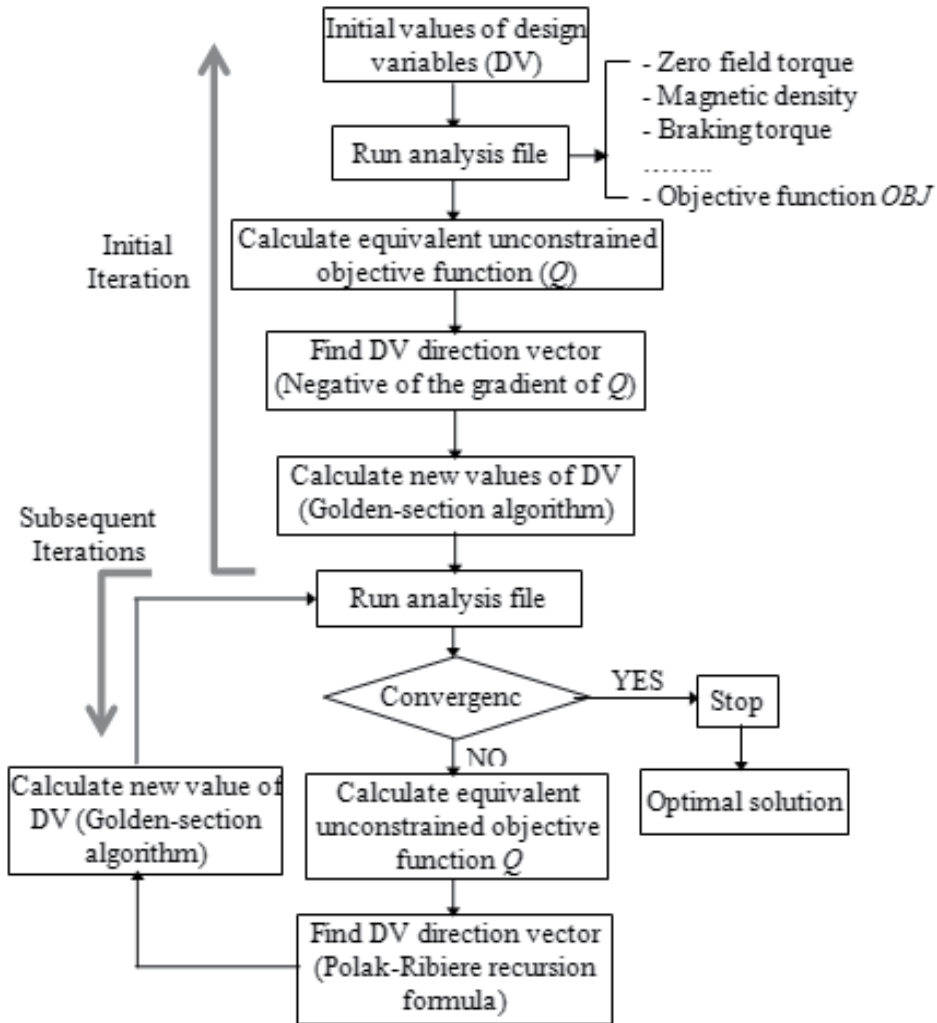 Initial values of design
variables (DV)
- Zero field torque
- Magnetic density
- Braking torque
........
- Objective function OBJ
Run analysis file
Calculate equivalent unconstrained
objective function (Q)
Initial
Iteration
Find DV direction vector
(Negative of the gradient of Q)
Calculate new values of DV
(Golden-section algorithm)
Subsequent
Iterations
Run analysis file
Convergenc
YES
Stop
NO
Calculate new value of
DV (Golden-section
algorithm)
Calculate equivalent
unconstrained objective
function Q
Optimal solution
Find DV direction vector
(Polak-Ribiere recursion
formula)